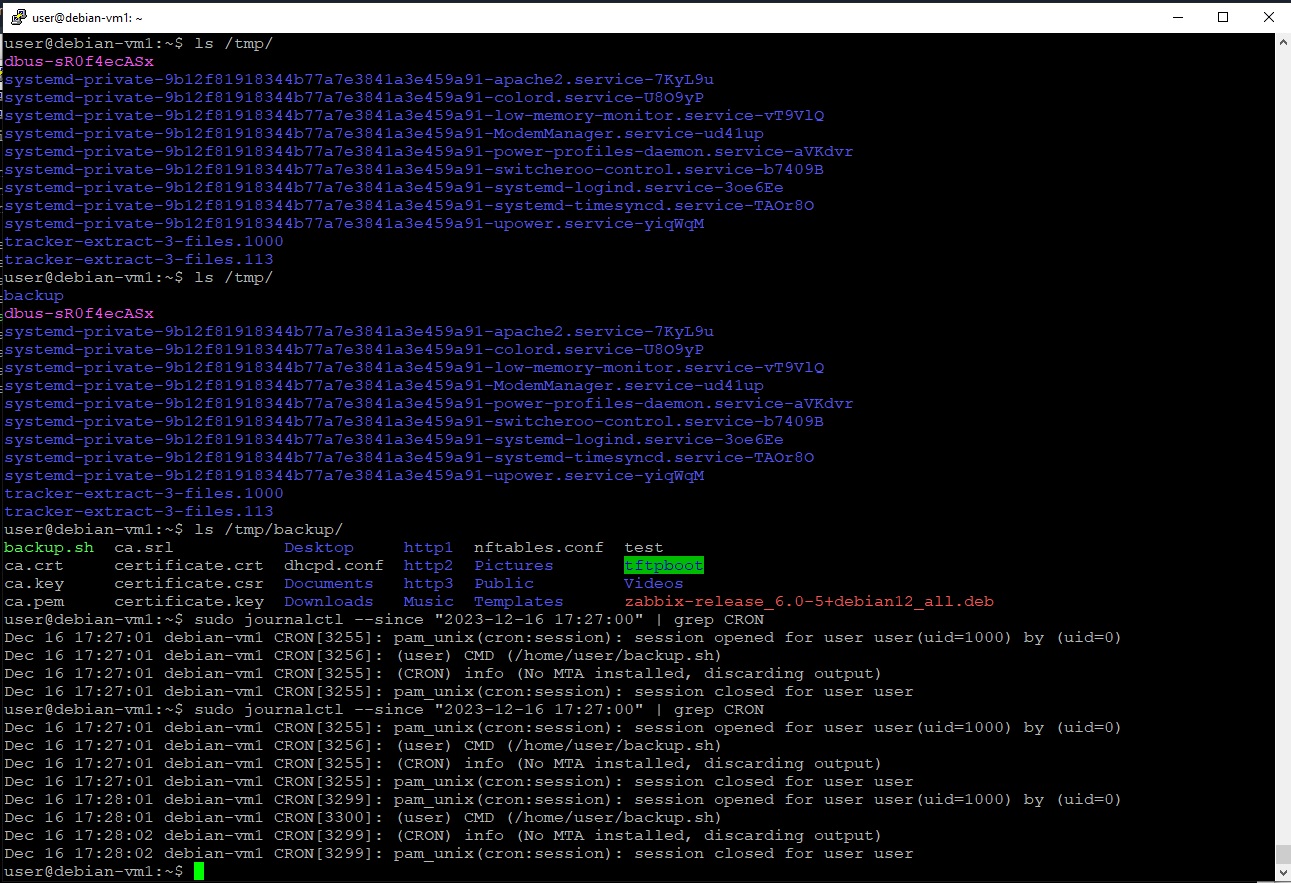 user@debian-vm1: ~
user@debian-vm1:~$ ls /tmp/
dbus-sR0f4ecASx
systemd-private-9b12f81918344b77a7e3841a3e459a91-apache2.service-7KyL9u
systemd-private-9b12f81918344b77a7e3841a3e459a91-colord.service-U8O9yP
systemd-private-9b12f81918344b77a7e3841a3e459a91-low-memory-monitor.service-vT9VlQ
systemd-private-9b12f81918344b77a7e3841a3e459a91-ModemManager.service-ud41up
systemd-private-9b12f81918344b77a7e3841a3e459a91-power-profiles-daemon.service-aVKdvr
systemd-private-9b12f81918344b77a7e3841a3e459a91-switcheroo-control.service-b7409B
systemd-private-9b12f81918344b77a7e3841a3e459a91-systemd-logind.service-3oe6Ee
systemd-private-9b12f81918344b77a7e3841a3e459a91-systemd-timesyncd.service-TAOr8O
systemd-private-9b12f81918344b77a7e3841a3e459a91-upower.service-yiqWqM
tracker-extract-3-files.1000
tracker-extract-3-files.113
user@debian-vm1:~$ ls /tmp/
backup
dbus-sR0f4ecASx
systemd-private-9b12f81918344b77a7e3841a3e459a91-apache2.service-7KyL9u
systemd-private-9b12f81918344b77a7e3841a3e459a91-colord.service-U8O9yP
systemd-private-9b12f81918344b77a7e3841a3e459a91-low-memory-monitor.service-vT9VlQ
systemd-private-9b12f81918344b77a7e3841a3e459a91-ModemManager.service-ud41up
systemd-private-9b12f81918344b77a7e3841a3e459a91-power-profiles-daemon.service-aVKdvr
systemd-private-9b12f81918344b77a7e3841a3e459a91-switcheroo-control.service-b7409B
systemd-private-9b12f81918344b77a7e3841a3e459a91-systemd-logind.service-3oe6Ee
systemd-private-9b12f81918344b77a7e3841a3e459a91-systemd-timesyncd.service-TAOr8O
systemd-private-9b12f81918344b77a7e3841a3e459a91-upower.service-yiqWqM
tracker-extract-3-files.1000
tracker-extract-3-files.113
user@debian-vm1:~$ ls /tmp/backup/
backup.sh  ca.srl           Desktop     http1  nftables.conf  test
ca.crt     certificate.crt  dhcpd.conf  http2  Pictures       tftpboot
ca.key     certificate.csr  Documents   http3  Public         Videos
ca.pem     certificate.key  Downloads   Music  Templates      zabbix-release_6.0-5+debian12_all.deb
user@debian-vm1:~$ sudo journalctl --since "2023-12-16 17:27:00" | grep CRON
Dec 16 17:27:01 debian-vm1 CRON[3255]: pam_unix(cron:session): session opened for user user(uid=1000) by (uid=0)
Dec 16 17:27:01 debian-vm1 CRON[3256]: (user) CMD (/home/user/backup.sh)
Dec 16 17:27:01 debian-vm1 CRON[3255]: (CRON) info (No MTA installed, discarding output)
Dec 16 17:27:01 debian-vm1 CRON[3255]: pam_unix(cron:session): session closed for user user
user@debian-vm1:~$ sudo journalctl --since "2023-12-16 17:27:00" | grep CRON
Dec 16 17:27:01 debian-vm1 CRON[3255]: pam_unix(cron:session): session opened for user user(uid=1000) by (uid=0)
Dec 16 17:27:01 debian-vm1 CRON[3256]: (user) CMD (/home/user/backup.sh)
Dec 16 17:27:01 debian-vm1 CRON[3255]: (CRON) info (No MTA installed, discarding output)
Dec 16 17:27:01 debian-vm1 CRON[3255]: pam_unix(cron:session): session closed for user user
Dec 16 17:28:01 debian-vm1 CRON[3299]: pam_unix(cron:session): session opened for user user(uid=1000) by (uid=0)
Dec 16 17:28:01 debian-vm1 CRON[3300]: (user) CMD (/home/user/backup.sh)
Dec 16 17:28:02 debian-vm1 CRON[3299]: (CRON) info (No MTA installed, discarding output)
Dec 16 17:28:02 debian-vm1 CRON[3299]: pam_unix(cron:session): session closed for user user
user@debian-vm1:~$